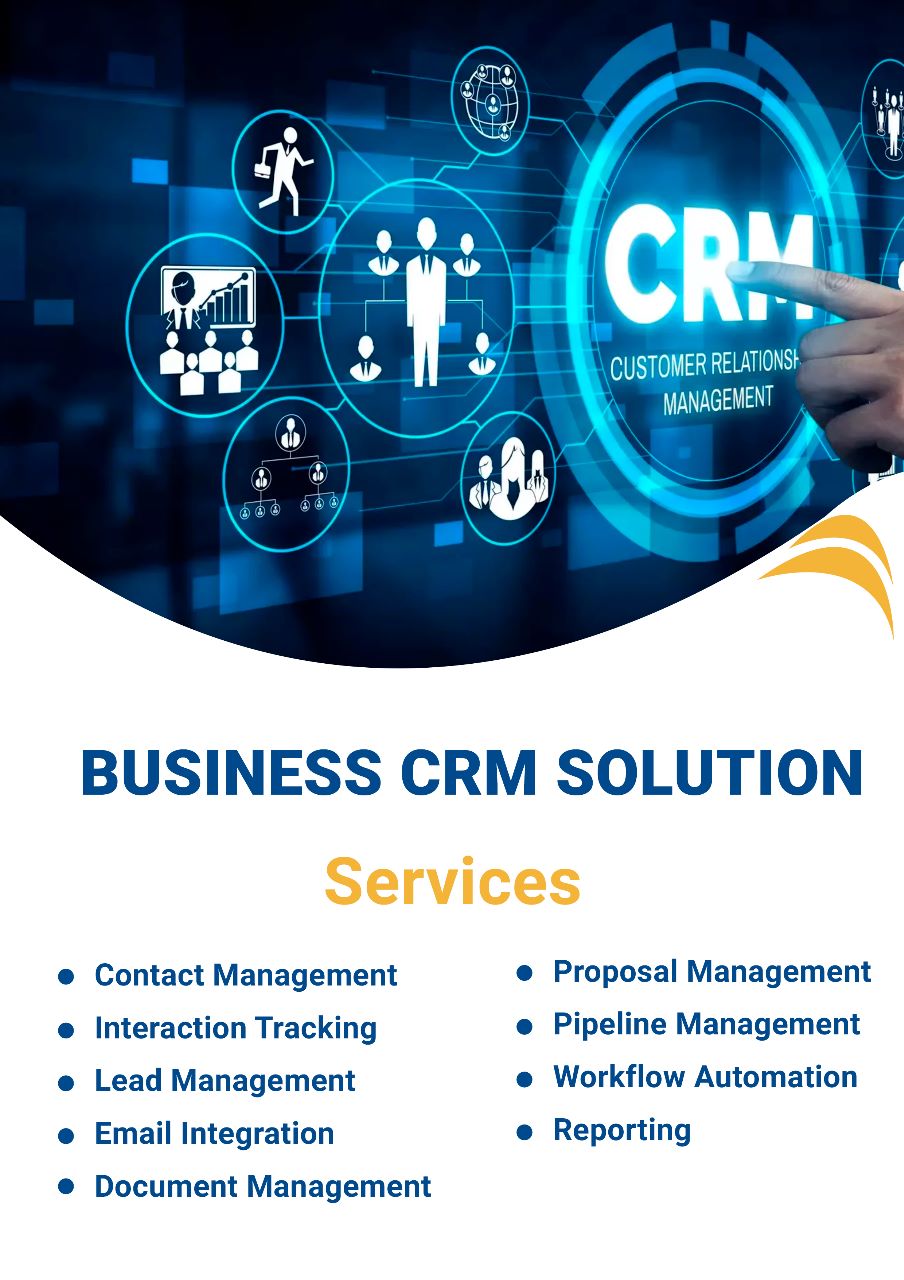 CRM
CUSTOMER
MANAGEMENT
BUSINESS CRM SOLUTION
Services
Contact Management
Interaction Tracking
Lead Management
Email Integration
Document Management
Proposal Management
Pipeline Management
Workflow Automation
Reporting